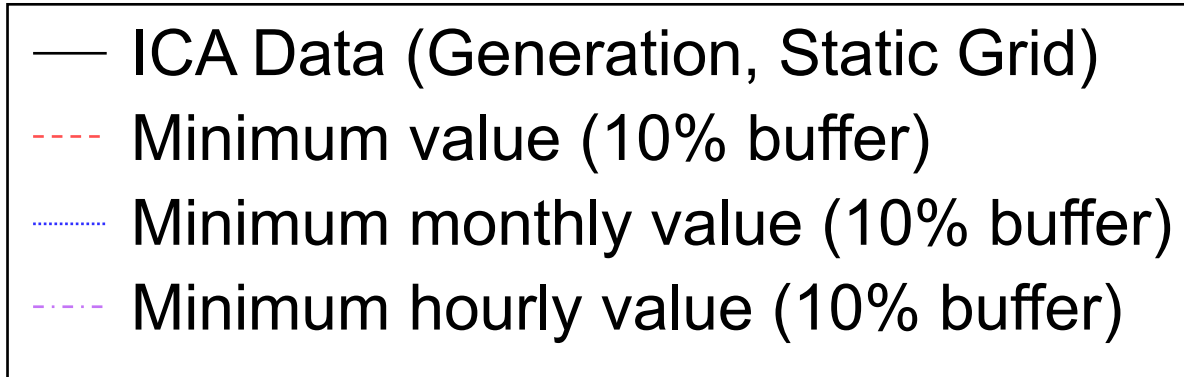 ICA Data (Generation, Static Grid)
Minimum value (10% buffer)
Minimum monthly value (10% buffer)
Minimum hourly value (10% buffer)